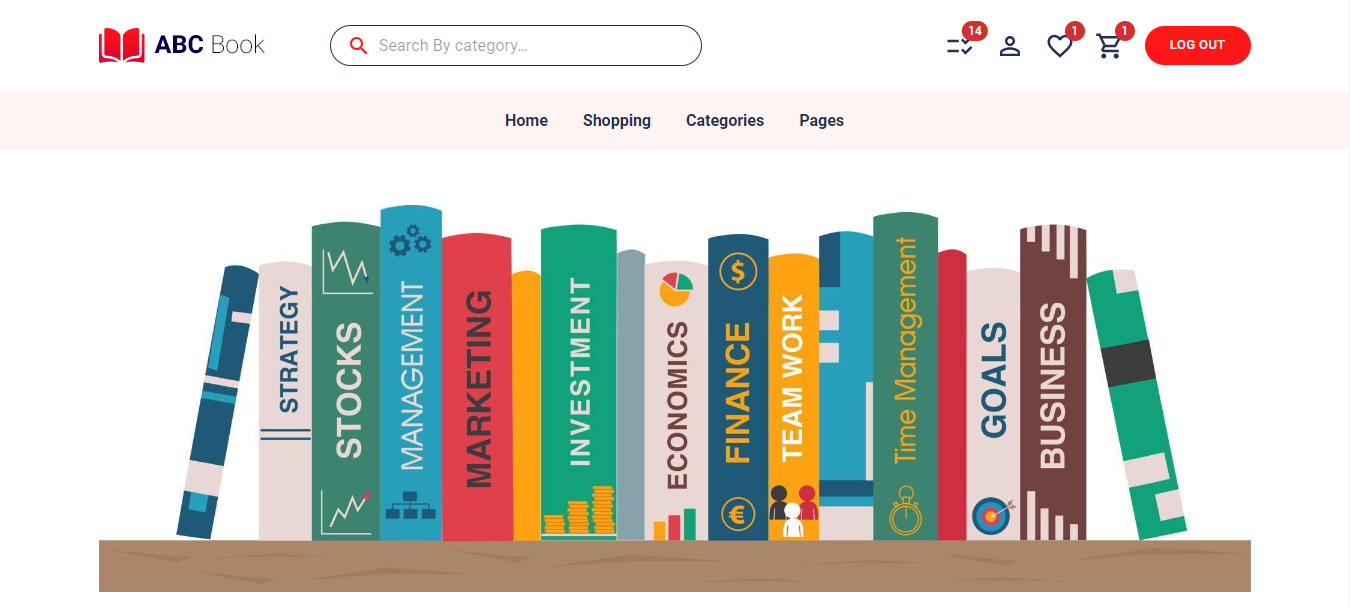 ABC Book
Search By category...
14
1
1
LOG OUT
Home
Shopping
Categories
Pages
STRATEGY
STOCKS
MANAGEMENT
MARKETING
INVESTMENT
ECONOMICS
$
FINANCE
€
TEAM WORK
Time Management
GOALS
BUSINESS